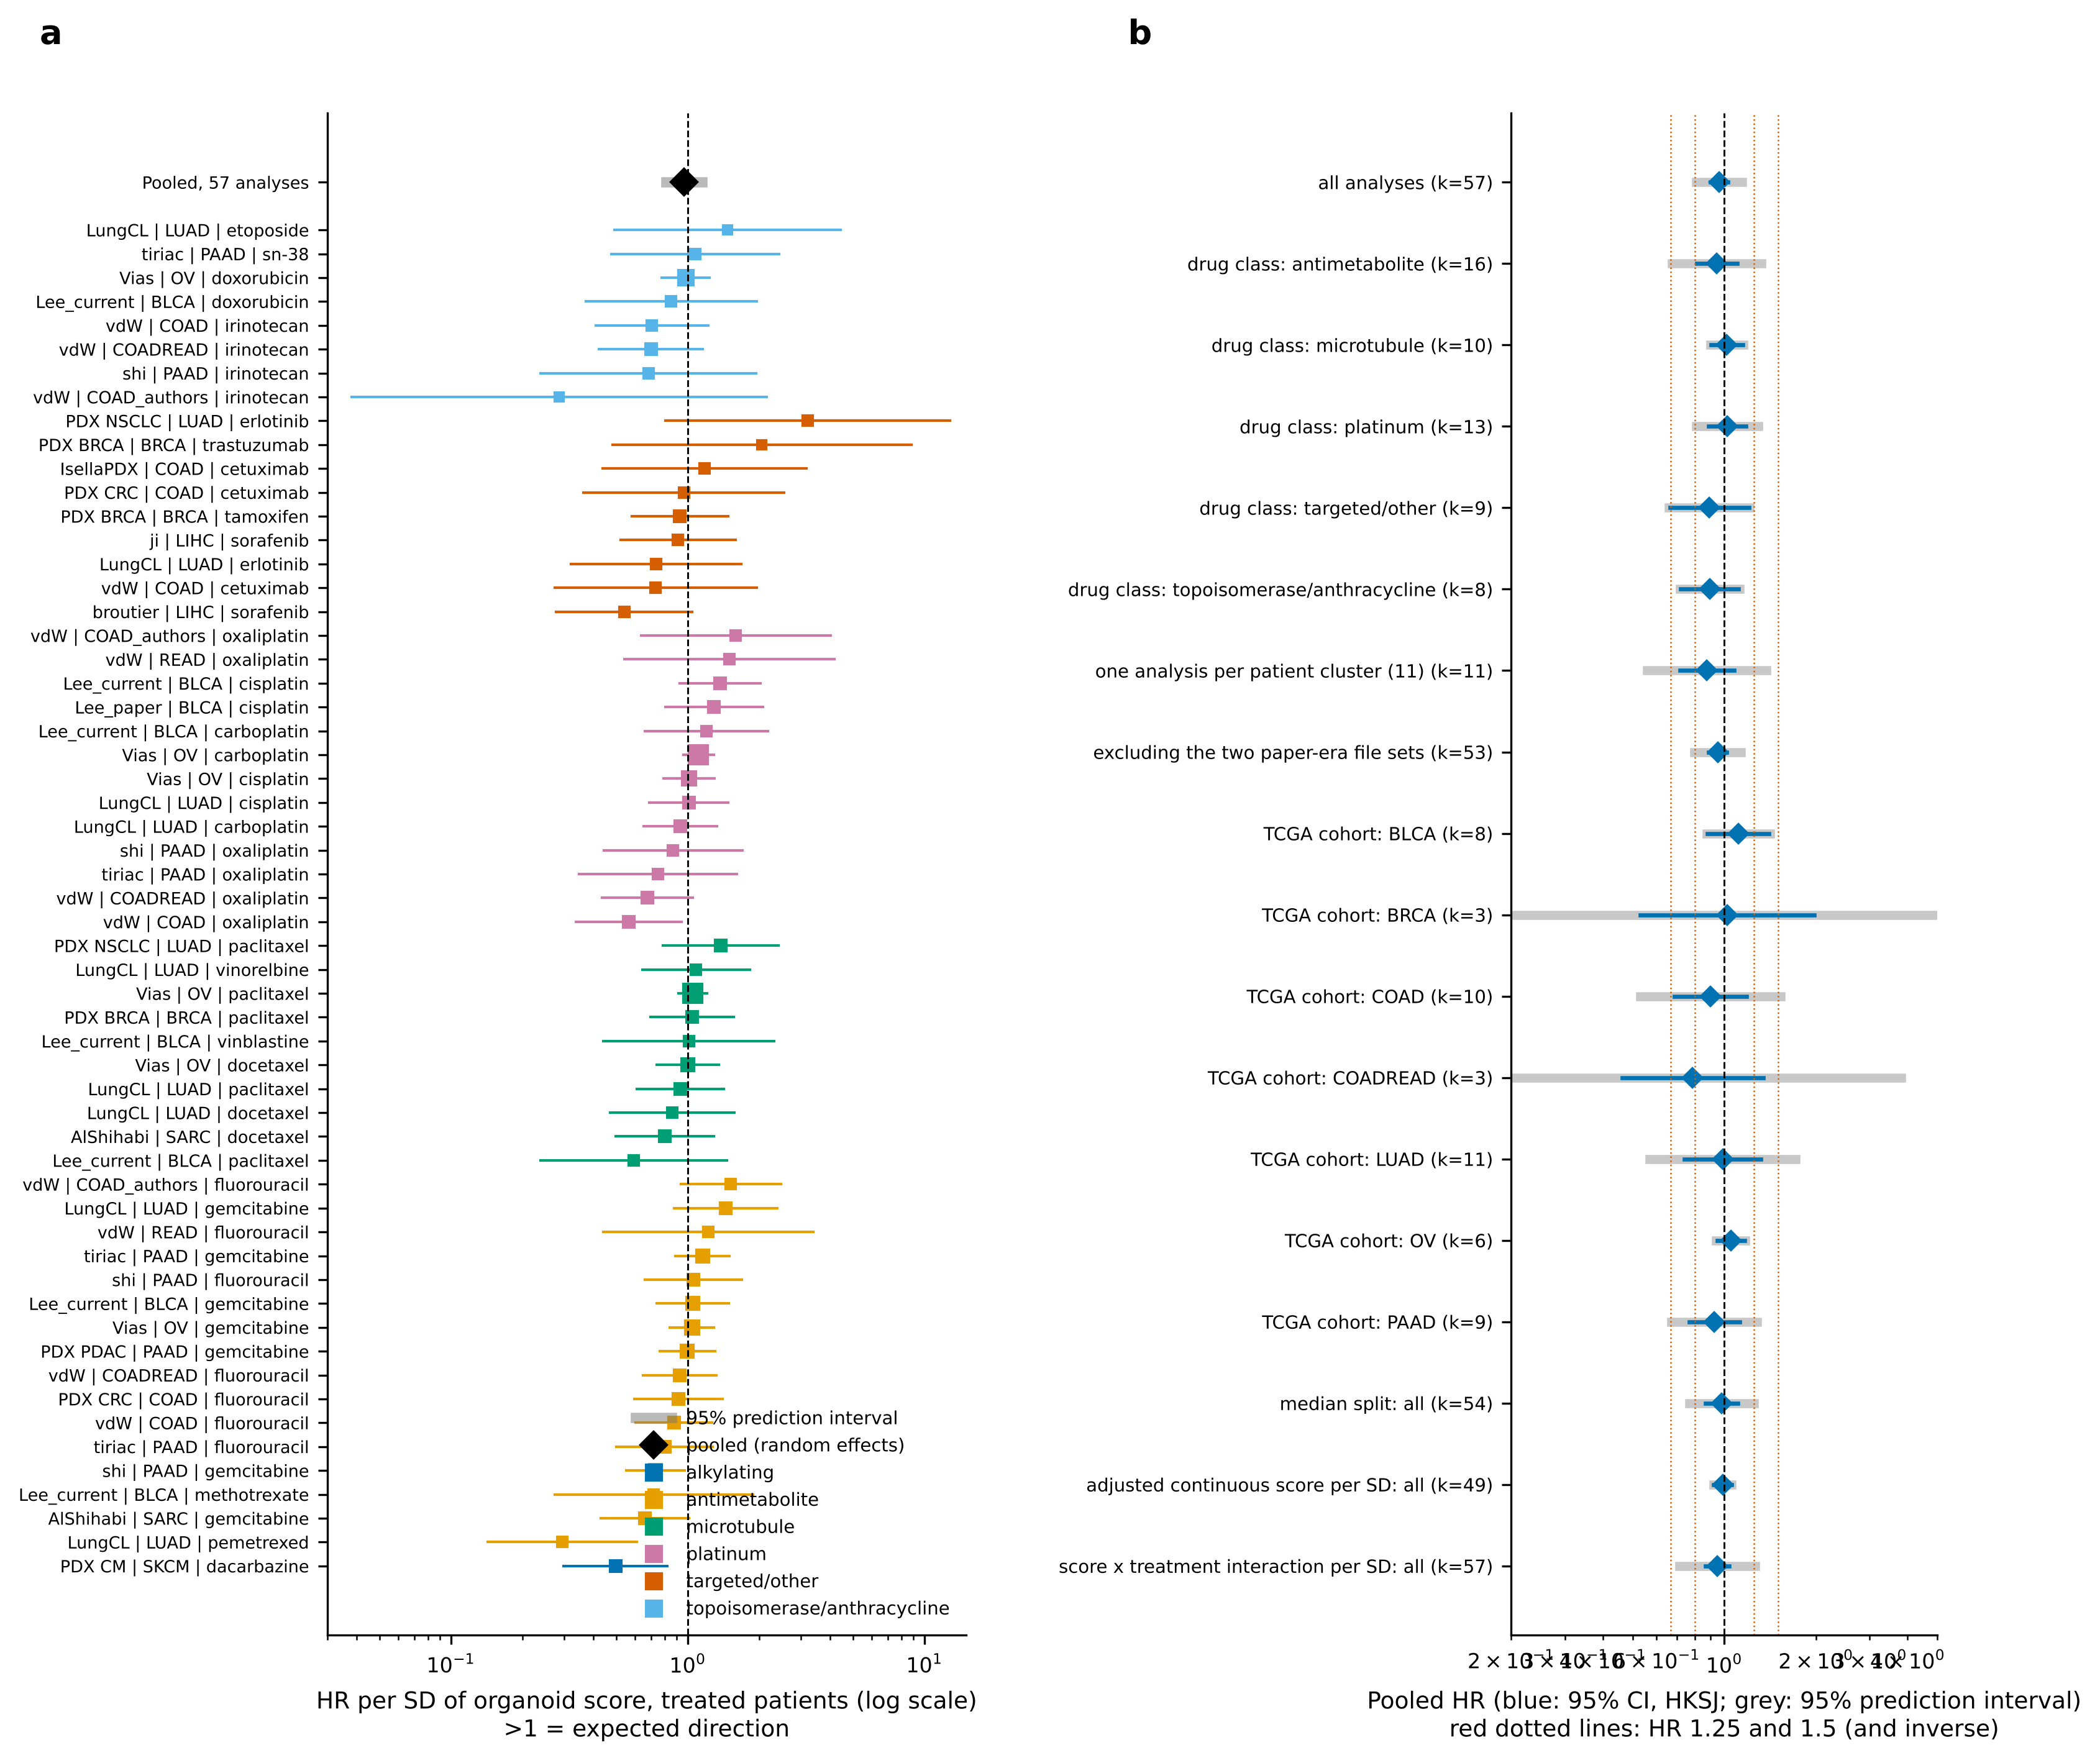 a
Pooled, 57 analyses
LungCL | LUAD | etoposide
tiriac | PAAD | sn-38
Vias | OV | doxorubicin
Lee_current | BLCA | doxorubicin
vdW | COAD | irinotecan
vdW | COADREAD | irinotecan
shi | PAAD | irinotecan
vdW | COAD_authors | irinotecan
PDX NSCLC | LUAD | erlotinib
PDX BRCA | BRCA | trastuzumab
IsellaPDX | COAD | cetuximab
PDX CRC | COAD | cetuximab
PDX BRCA | BRCA | tamoxifen
ji | LIHC | sorafenib
LungCL | LUAD | erlotinib
vdW | COAD | cetuximab
broutier | LIHC | sorafenib
vdW | COAD_authors | oxaliplatin
vdW | READ | oxaliplatin
Lee_current | BLCA | cisplatin
Lee_paper | BLCA | cisplatin
Lee_current | BLCA | carboplatin
Vias | OV | carboplatin
Vias | OV | cisplatin
LungCL | LUAD | cisplatin
LungCL | LUAD | carboplatin
shi | PAAD | oxaliplatin
tiriac | PAAD | oxaliplatin
vdW | COADREAD | oxaliplatin
vdW | COAD | oxaliplatin
PDX NSCLC | LUAD | paclitaxel
LungCL | LUAD | vinorelbine
Vias | OV | paclitaxel
PDX BRCA | BRCA | paclitaxel
Lee_current | BLCA | vinblastine
Vias | OV | docetaxel
LungCL | LUAD | paclitaxel
LungCL | LUAD | docetaxel
AlShihabi | SARC | docetaxel
Lee_current | BLCA | paclitaxel
vdW | COAD_authors | fluorouracil
LungCL | LUAD | gemcitabine
vdW | READ | fluorouracil
tiriac | PAAD | gemcitabine
shi | PAAD | fluorouracil
Lee_current | BLCA | gemcitabine
Vias | OV | gemcitabine
PDX PDAC | PAAD | gemcitabine
vdW | COADREAD | fluorouracil
PDX CRC | COAD | fluorouracil
vdW | COAD | fluorouracil
tiriac | PAAD | fluorouracil
shi | PAAD | gemcitabine
Lee_current | BLCA | methotrexate
AlShihabi | SARC | gemcitabine
LungCL | LUAD | pemetrexed
PDX CM | SKCM | dacarbazine
95% prediction interval
pooled (random effects)
alkylating
antimetabolite
microtubule
platinum
targeted/other
topoisomerase/anthracycline
10⁻¹ 10⁰ 10¹
HR per SD of organoid score, treated patients (log scale)
>1 = expected direction
b
all analyses (k=57)
drug class: antimetabolite (k=16)
drug class: microtubule (k=10)
drug class: platinum (k=13)
drug class: targeted/other (k=9)
drug class: topoisomerase/anthracycline (k=8)
one analysis per patient cluster (11) (k=11)
excluding the two paper-era file sets (k=53)
TCGA cohort: BLCA (k=8)
TCGA cohort: BRCA (k=3)
TCGA cohort: COAD (k=10)
TCGA cohort: COADREAD (k=3)
TCGA cohort: LUAD (k=11)
TCGA cohort: OV (k=6)
TCGA cohort: PAAD (k=9)
median split: all (k=54)
adjusted continuous score per SD: all (k=49)
score x treatment interaction per SD: all (k=57)
10⁰
Pooled HR (blue: 95% CI, HKSJ; grey: 95% prediction interval)
red dotted lines: HR 1.25 and 1.5 (and inverse)